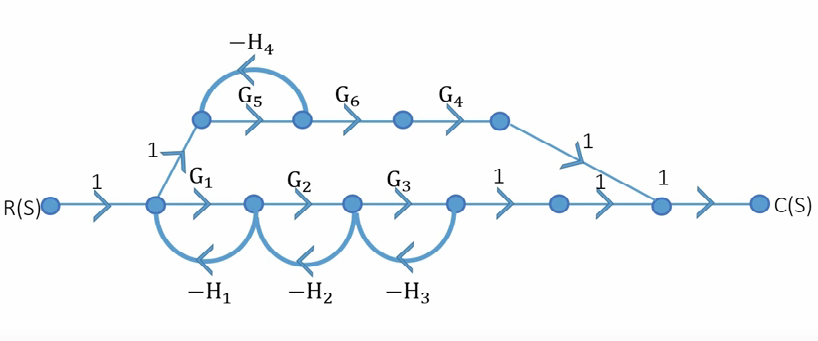 −H₄
G₅ G₆ G₄
1 1
G₁ G₂ G₃ 1 1 1
1
R(S) C(S)
−H₁ −H₂ −H₃